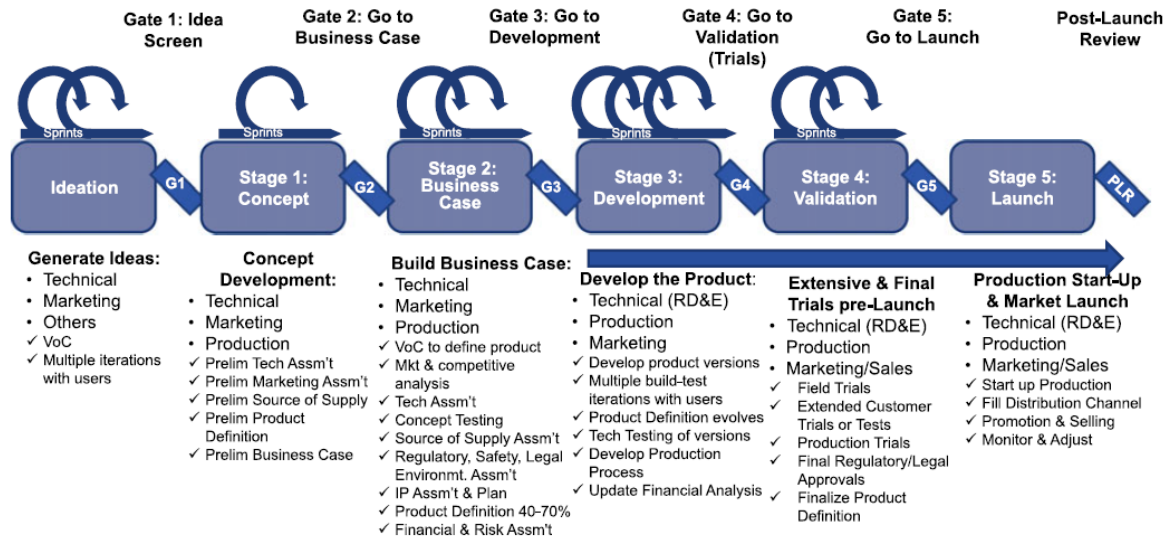 Gate 1: Idea
Screen
Gate 2: Go to
Business Case
Gate 3: Go to
Development
Gate 4: Go to
Validation
(Trials)
Gate 5:
Go to Launch
Post-Launch
Review
Sprints
Sprints
Sprints
Sprints
Sprints
Ideation
G1
Stage 1:
Concept
G2
Stage 2:
Business
Case
G3
Stage 3:
Development
G4
Stage 4:
Validation
G5
Stage 5:
Launch
PLR
Generate Ideas:
• Technical
• Marketing
• Others
✓ VoC
✓ Multiple iterations
with users
Concept
Development:
• Technical
• Marketing
• Production
✓ Prelim Tech Assm't
✓ Prelim Marketing Assm't
✓ Prelim Source of Supply
✓ Prelim Product
Definition
✓ Prelim Business Case
Build Business Case:
• Technical
• Marketing
• Production
✓ VoC to define product
✓ Mkt & competitive
analysis
✓ Tech Assm't
✓ Concept Testing
✓ Source of Supply Assm't
✓ Regulatory, Safety, Legal
Environmt. Assm't
✓ IP Assm't & Plan
✓ Product Definition 40-70%
✓ Financial & Risk Assm't
Develop the Product:
• Technical (RD&E)
• Production
• Marketing
✓ Develop product versions
✓ Multiple build-test
iterations with users
✓ Product Definition evolves
✓ Tech Testing of versions
✓ Develop Production
Process
✓ Update Financial Analysis
Extensive & Final
Trials pre-Launch
• Technical (RD&E)
• Production
• Marketing/Sales
✓ Field Trials
✓ Extended Customer
Trials or Tests
✓ Production Trials
✓ Final Regulatory/Legal
Approvals
✓ Finalize Product
Definition
Production Start-Up
& Market Launch
• Technical (RD&E)
• Production
• Marketing/Sales
✓ Start up Production
✓ Fill Distribution Channel
✓ Promotion & Selling
✓ Monitor & Adjust